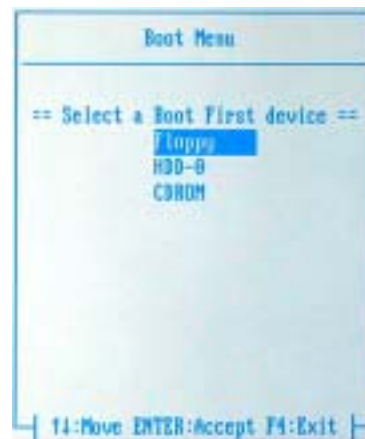 Boot Menu
== Select a Boot First device ==
Floppy
HDD-0
CDROM
↑↓:Move ENTER:Accept F4:Exit